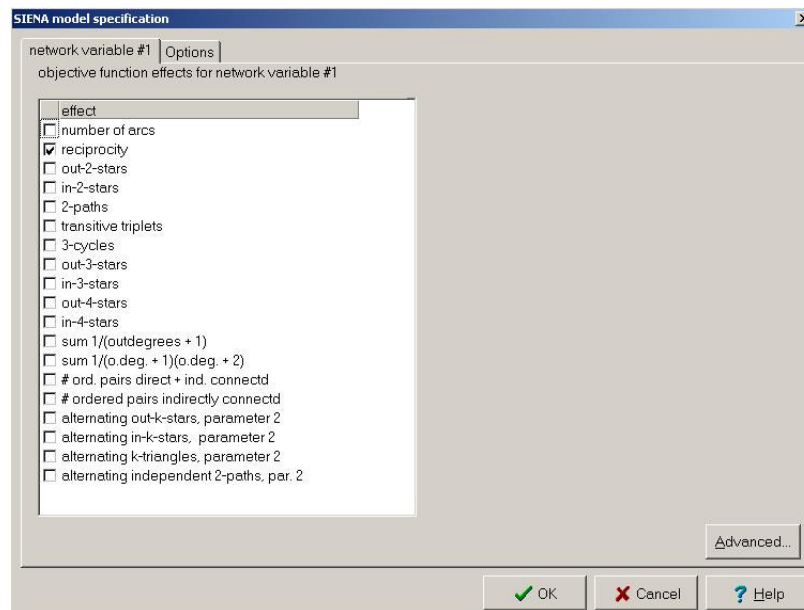 SIENA model specification
network variable #1
Options
objective function effects for network variable #1
effect
number of arcs
reciprocity
out-2-stars
in-2-stars
2-paths
transitive triplets
3-cycles
out-3-stars
in-3-stars
out-4-stars
in-4-stars
sum 1/(outdegrees + 1)
sum 1/(o.deg. + 1)(o.deg. + 2)
# ord. pairs direct + ind. connectd
# ordered pairs indirectly connectd
alternating out-k-stars, parameter 2
alternating in-k-stars, parameter 2
alternating k-triangles, parameter 2
alternating independent 2-paths, par. 2
Advanced...
OK
Cancel
Help